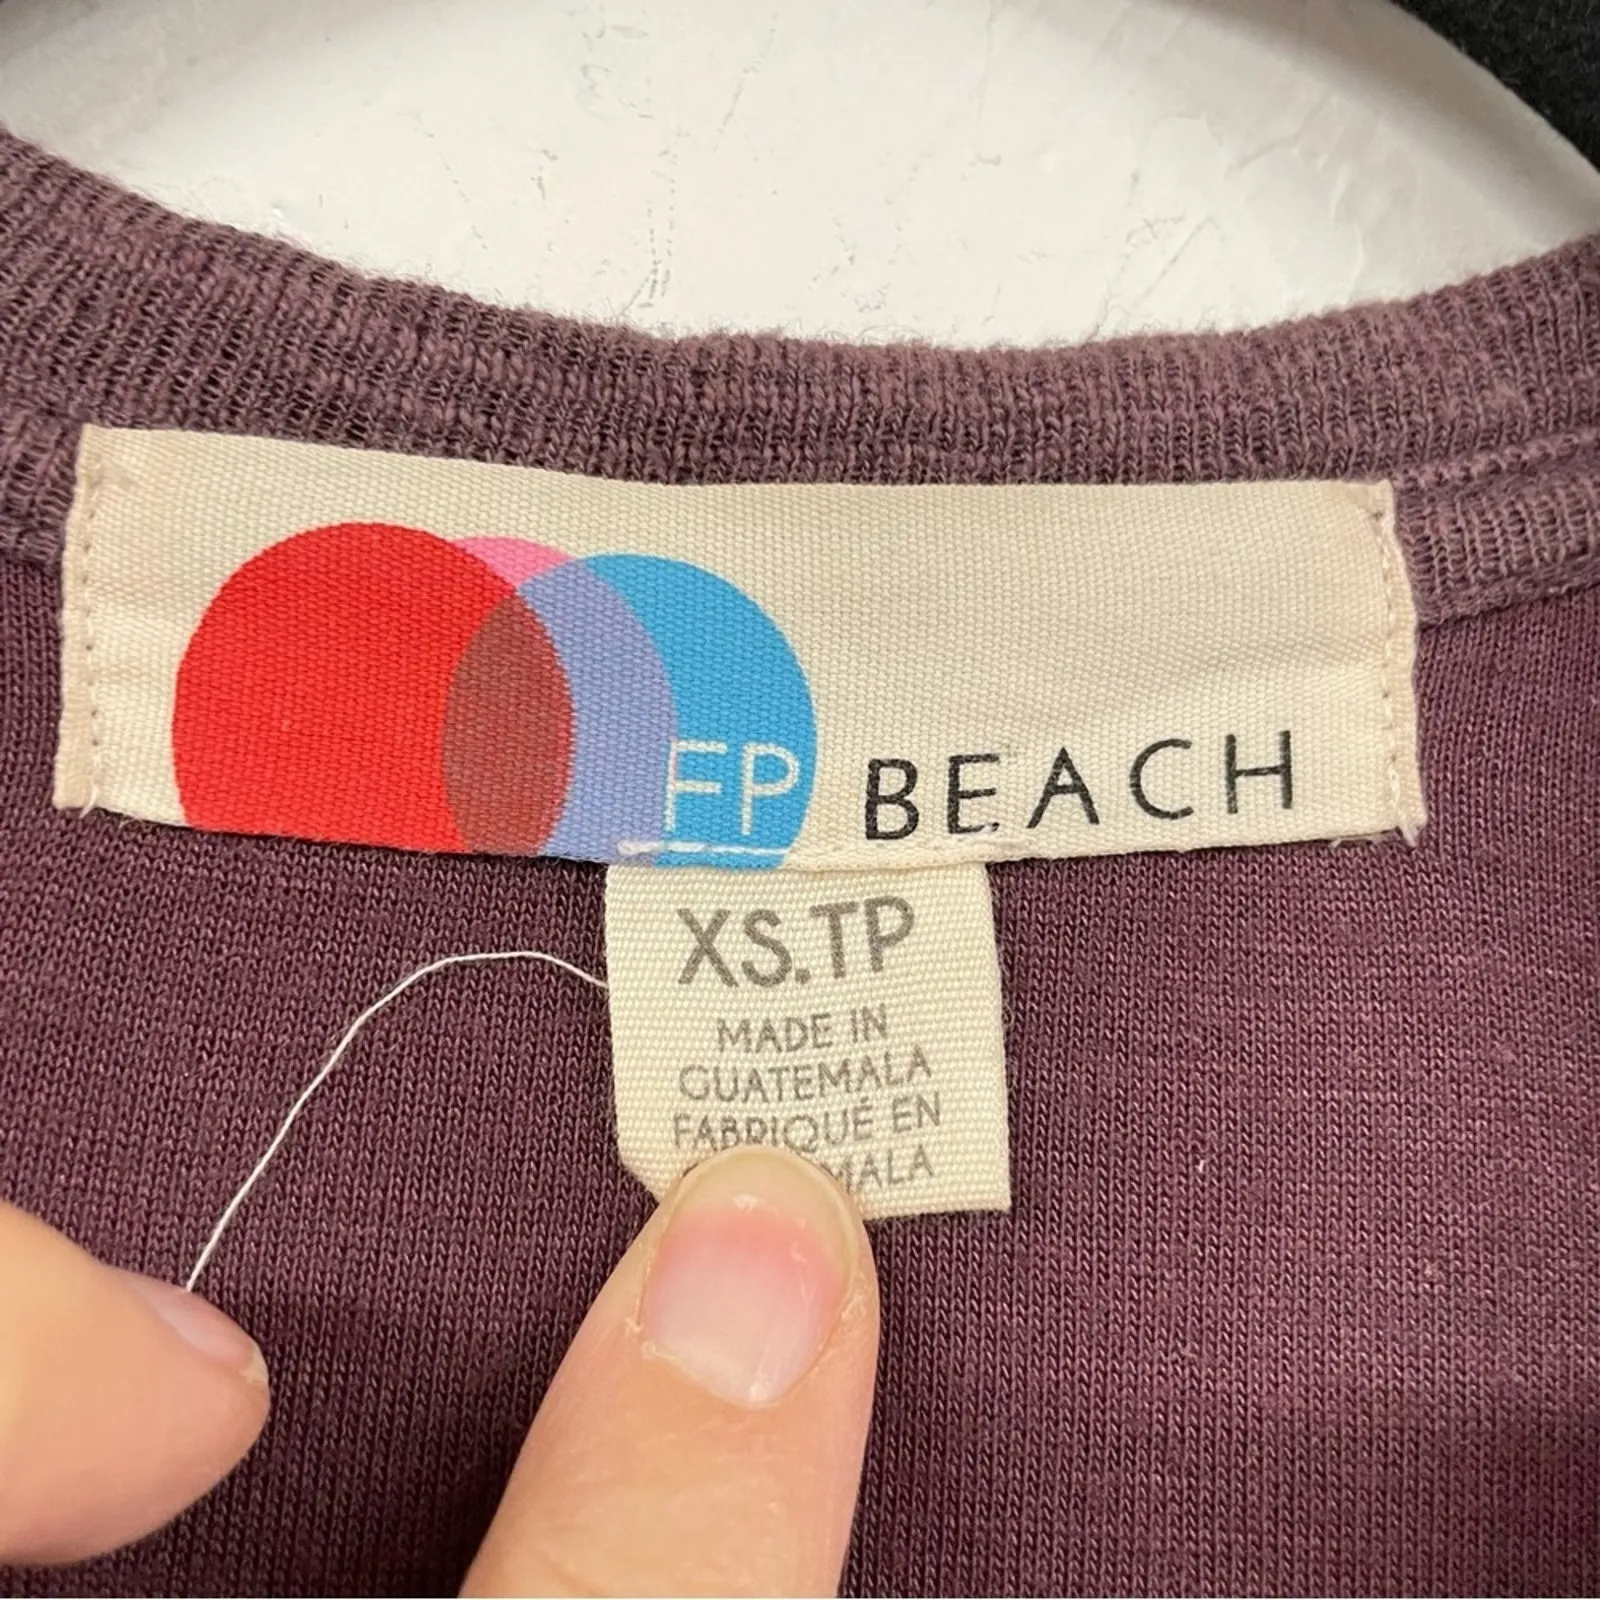 FP BEACH
XS.TP
MADE IN
GUATEMALA
FABRIQUÉ EN